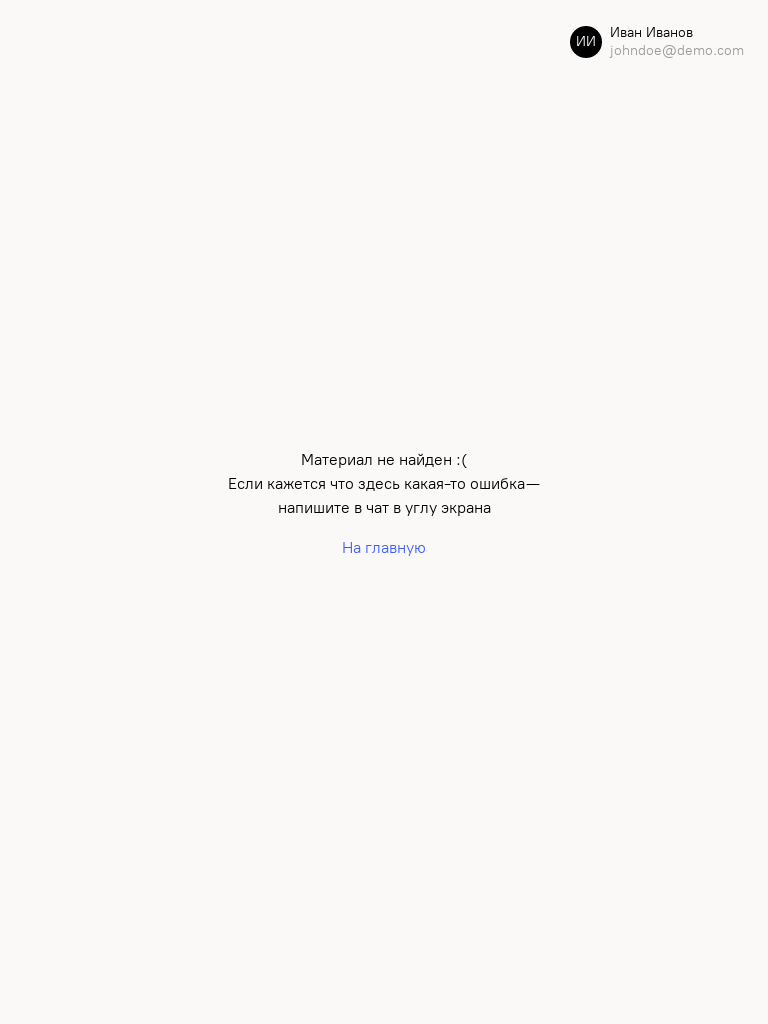 ИИ
Иван Иванов
johndoe@demo.com
Материал не найден :(
Если кажется что здесь какая-то ошибка—
напишите в чат в углу экрана
На главную